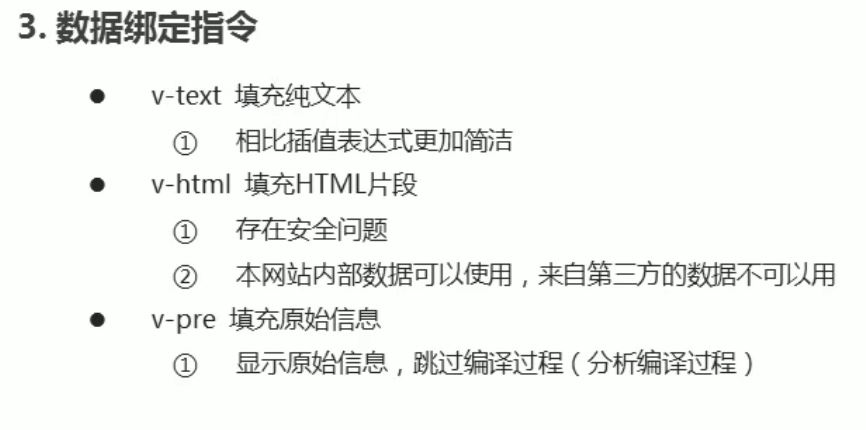 3. 数据绑定指令
● v-text 填充纯文本
① 相比插值表达式更加简洁
● v-html 填充HTML片段
① 存在安全问题
② 本网站内部数据可以使用，来自第三方的数据不可以用
● v-pre 填充原始信息
① 显示原始信息，跳过编译过程（分析编译过程）